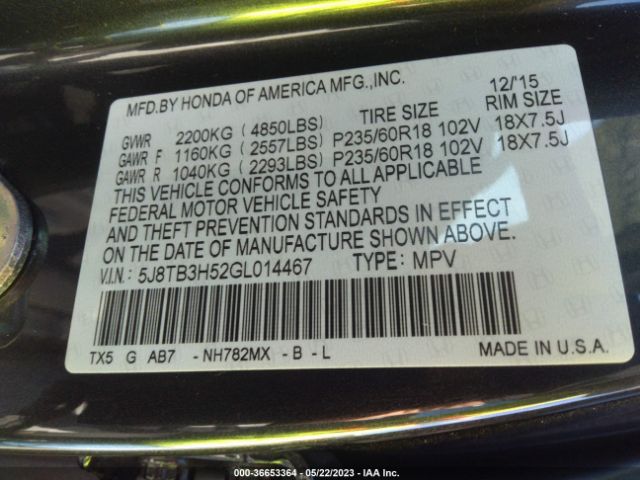 MFD.BY HONDA OF AMERICA MFG.,INC. 12/'15
TIRE SIZE RIM SIZE
GVWR 2200KG (4850LBS)
GAWR F 1160KG (2557LBS) P235/60R18 102V 18X7.5J
GAWR R 1040KG (2293LBS) P235/60R18 102V 18X7.5J
THIS VEHICLE CONFORMS TO ALL APPLICABLE
FEDERAL MOTOR VEHICLE SAFETY
AND THEFT PREVENTION STANDARDS IN EFFECT
ON THE DATE OF MANUFACTURE SHOWN ABOVE.
V.I.N: 5J8TB3H52GL014467 TYPE: MPV
TX5 G AB7 - NH782MX - B - L MADE IN U.S.A.
000-36653364 - 05/22/2023 - IAA Inc.